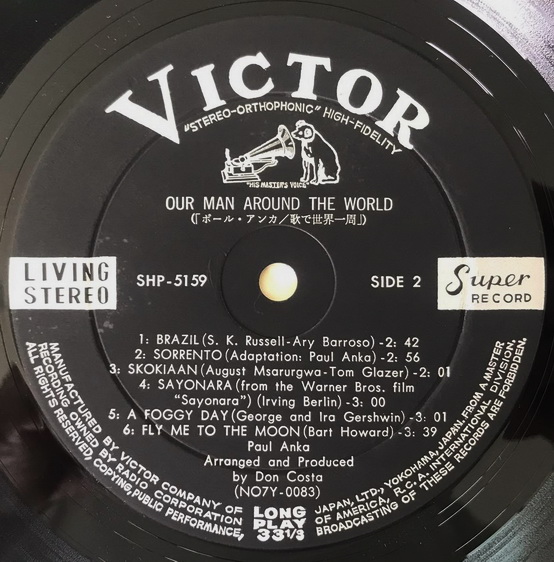 VICTOR
"STEREO-ORTHOPHONIC" HIGH-FIDELITY
"HIS MASTER'S VOICE"
OUR MAN AROUND THE WORLD
(『ポール・アンカ/歌で世界一周』)
LIVING
STEREO
SHP-5159
SIDE 2
Super
RECORD
1: BRAZIL (S. K. Russell-Ary Barroso) -2: 42
2: SORRENTO (Adaptation: Paul Anka) -2: 56
3: SKOKIAAN (August Msarurgwa-Tom Glazer) -2: 01
4: SAYONARA (from the Warner Bros. film
"Sayonara") (Irving Berlin) -3: 00
5: A FOGGY DAY (George and Ira Gershwin) -3: 01
6: FLY ME TO THE MOON (Bart Howard) -3: 39
Paul Anka
Arranged and Produced
by Don Costa
(NO7Y-0083)
LONG
PLAY
33 1/3
MANUFACTURED BY VICTOR COMPANY OF JAPAN, LTD., YOKOHAMA, JAPAN, FROM A MASTER
RECORDING OWNED BY RADIO CORPORATION OF AMERICA, R.C.A. INTERNATIONAL DIVISION.
ALL RIGHTS RESERVED, COPYING, PUBLIC PERFORMANCE, BROADCASTING OF THESE RECORDS ARE FORBIDDEN.